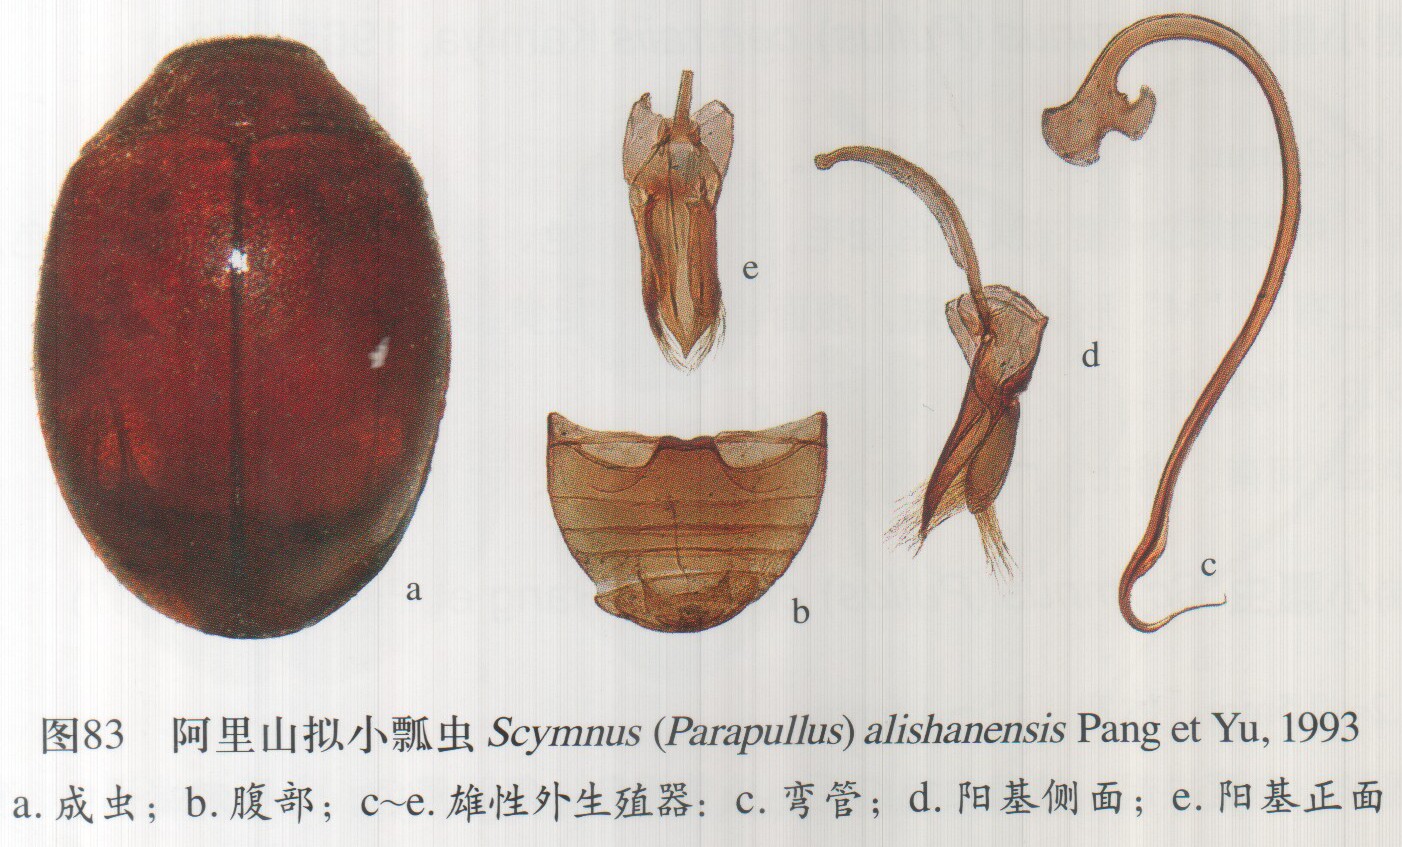 e
d
a
b
c
图83 阿里山拟小瓢虫 Scymnus (Parapullus) alishanensis Pang et Yu, 1993
a. 成虫；b. 腹部；c~e. 雄性外生殖器：c. 弯管；d. 阳基侧面；e. 阳基正面